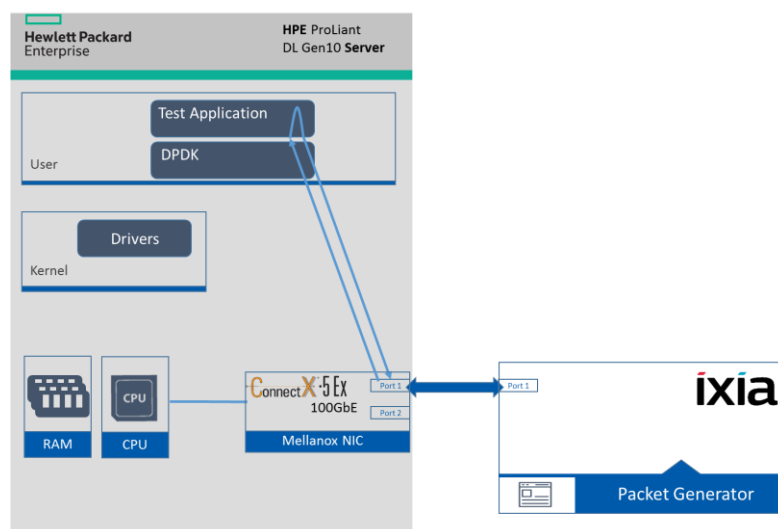 Hewlett Packard
Enterprise
HPE ProLiant
DL Gen10 Server
Test Application
DPDK
User
Drivers
Kernel
CPU
RAM
CPU
ConnectX·5 Ex
100GbE
Port 1
Port 2
Mellanox NIC
Port 1
ixia
Packet Generator